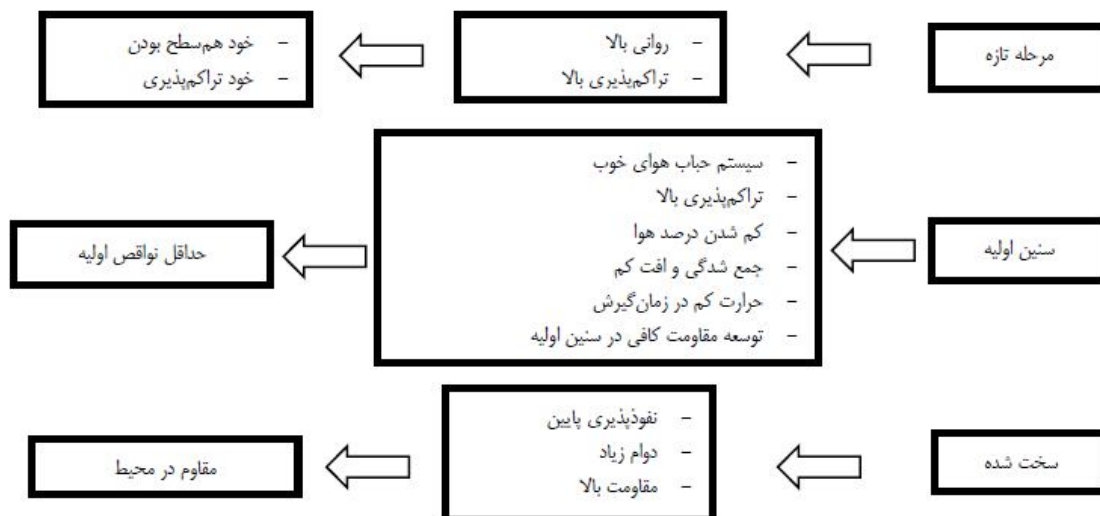 مرحله تازه
- روانی بالا
- تراکم‌پذیری بالا
- خود هم‌سطح بودن
- خود تراکم‌پذیری
سنین اولیه
- سیستم حباب هوای خوب
- تراکم‌پذیری بالا
- کم شدن درصد هوا
- جمع شدگی و افت کم
- حرارت کم در زمان‌گیرش
- توسعه مقاومت کافی در سنین اولیه
حداقل نواقص اولیه
سخت شده
- نفوذپذیری پایین
- دوام زیاد
- مقاومت بالا
مقاوم در محیط